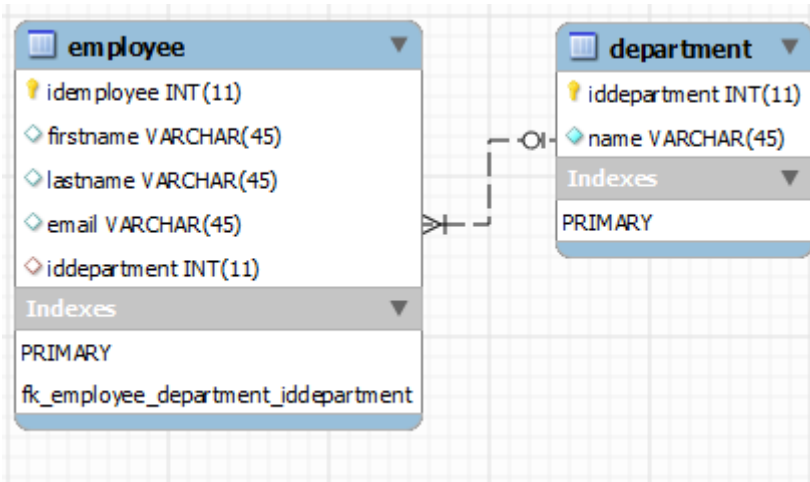 employee
idemployee INT(11)
firstname VARCHAR(45)
lastname VARCHAR(45)
email VARCHAR(45)
iddepartment INT(11)
Indexes
PRIMARY
fk_employee_department_iddepartment
department
iddepartment INT(11)
name VARCHAR(45)
Indexes
PRIMARY